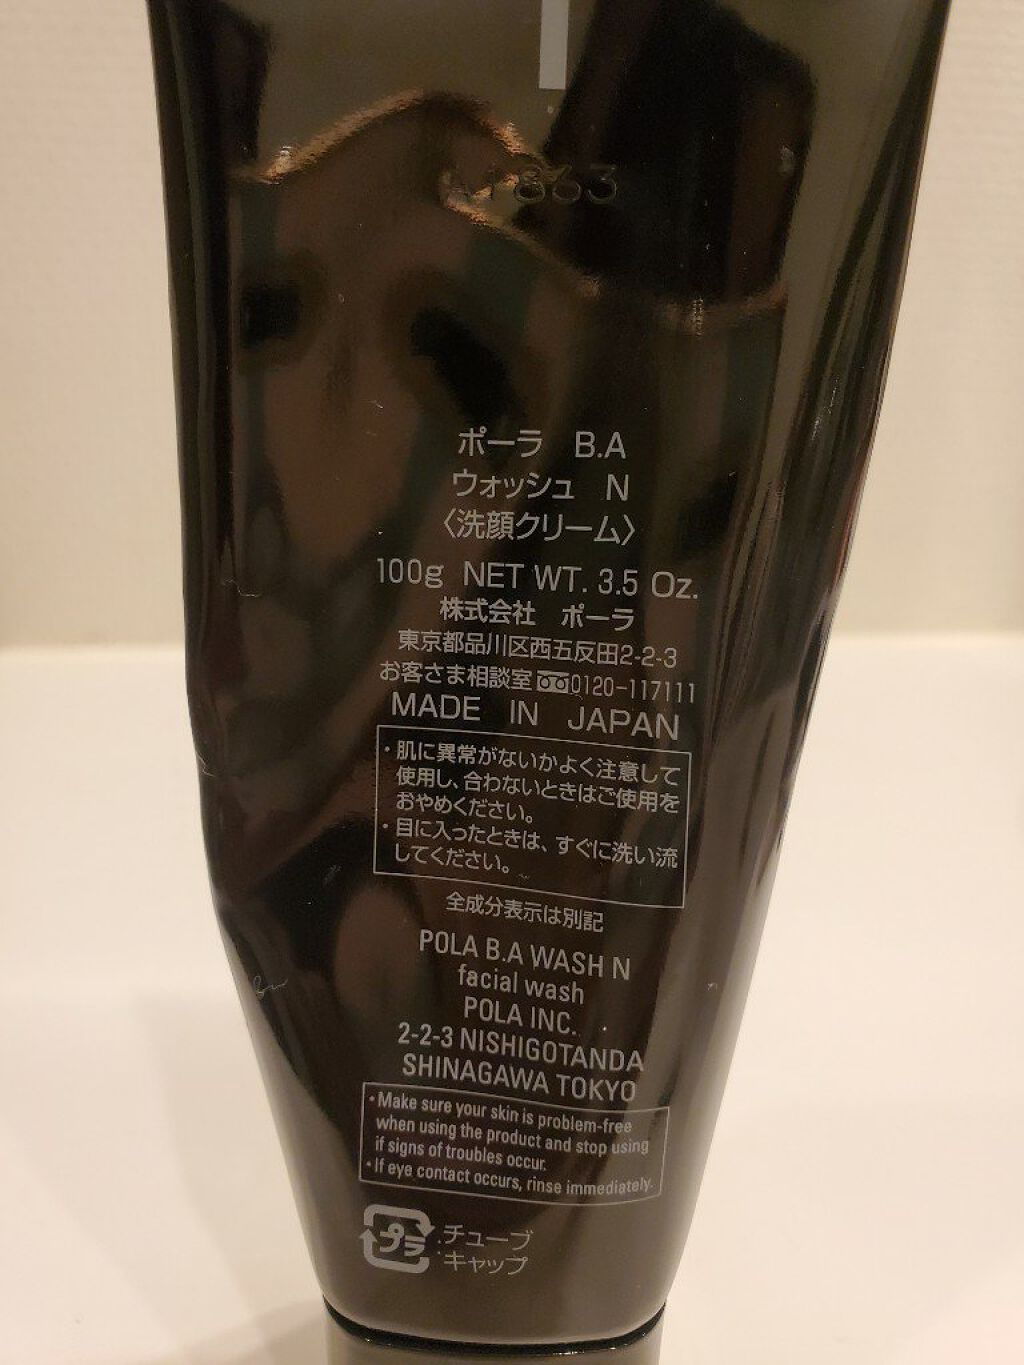 863
ポーラ B.A
ウォッシュ N
〈洗顔クリーム〉
100g NET WT. 3.5 Oz.
株式会社 ポーラ
東京都品川区西五反田2-2-3
お客さま相談室 0120-117111
MADE IN JAPAN
・肌に異常がないかよく注意して
使用し、合わないときはご使用を
おやめください。
・目に入ったときは、すぐに洗い流
してください。
全成分表示は別記
POLA B.A WASH N
facial wash
POLA INC.
2-2-3 NISHIGOTANDA
SHINAGAWA TOKYO
•Make sure your skin is problem-free
when using the product and stop using
if signs of troubles occur.
•If eye contact occurs, rinse immediately.
プラ :チューブ
:キャップ